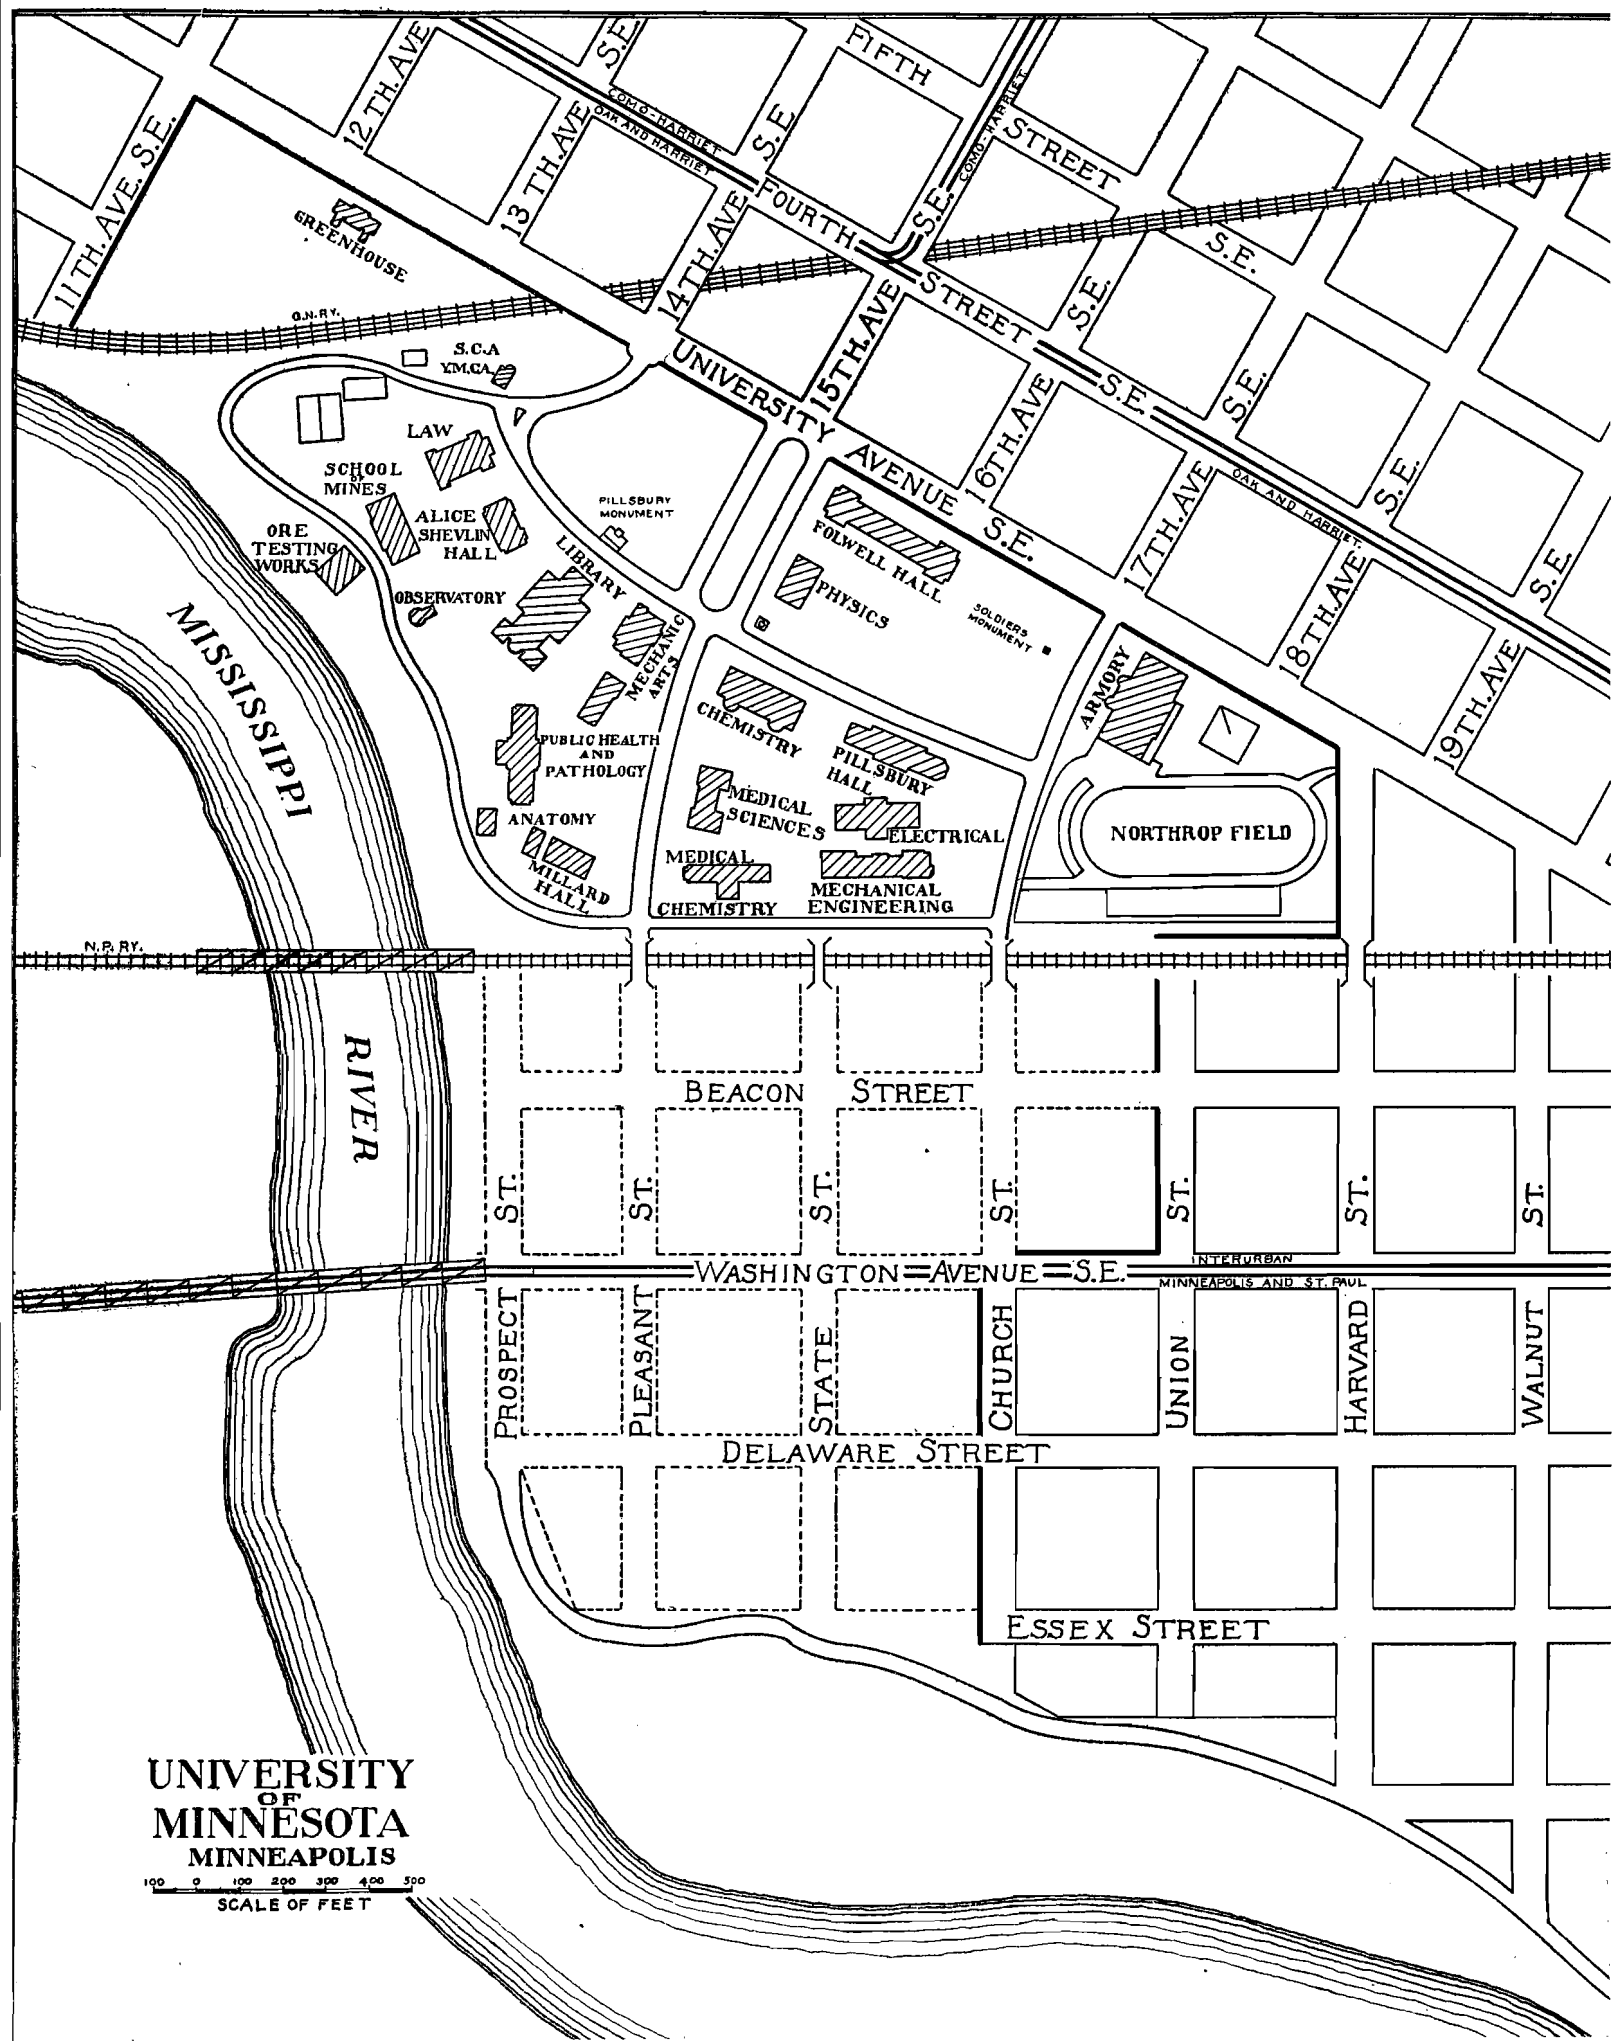 11TH. AVE. S.E.
12TH. AVE
S.E.
13TH. AVE
S.E.
14TH. AVE
S.E.
15TH. AVE
S.E.
16TH. AVE
S.E.
17TH. AVE
S.E.
18TH. AVE
S.E.
19TH. AVE
S.E.
FIFTH
STREET
S.E.
COMO-HARRIET
OAK AND HARRIET
COMO-HARRIET
FOURTH
STREET
S.E.
OAK AND HARRIET.
UNIVERSITY
AVENUE
S.E.
GREENHOUSE
G.N.RY.
S.C.A
Y.M.C.A.
LAW
SCHOOL
OF
MINES
ALICE
SHEVLIN
HALL
ORE
TESTING
WORKS
OBSERVATORY
LIBRARY
PILLSBURY
MONUMENT
MECHANIC
ARTS
FOLWELL HALL
PHYSICS
SOLDIERS
MONUMENT
ARMORY
CHEMISTRY
PILLSBURY
HALL
PUBLIC HEALTH
AND
PATHOLOGY
ANATOMY
MILLARD
HALL
MEDICAL
SCIENCES
ELECTRICAL
MEDICAL
CHEMISTRY
MECHANICAL
ENGINEERING
NORTHROP FIELD
MISSISSIPPI
RIVER
N.P. RY.
BEACON STREET
WASHINGTON AVENUE S.E.
INTERURBAN
MINNEAPOLIS AND ST. PAUL
PROSPECT ST.
PLEASANT ST.
STATE ST.
CHURCH ST.
UNION ST.
HARVARD ST.
WALNUT ST.
DELAWARE STREET
ESSEX STREET
UNIVERSITY
OF
MINNESOTA
MINNEAPOLIS
100 0 100 200 300 400 500
SCALE OF FEET